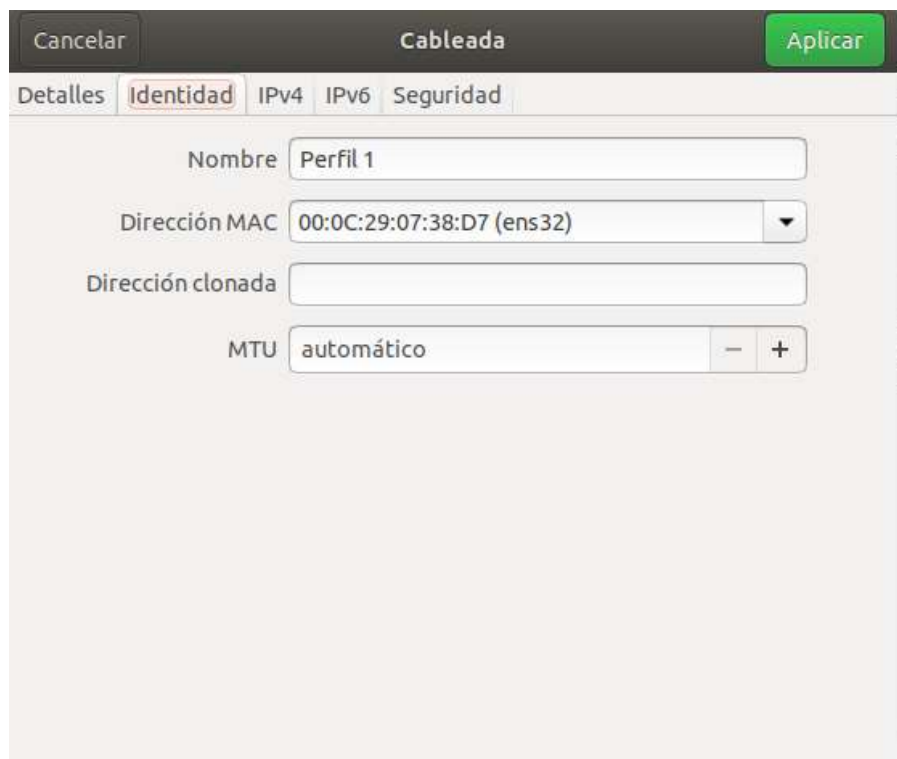 Cancelar Cableada Aplicar
Detalles Identidad IPv4 IPv6 Seguridad
Nombre Perfil 1
Dirección MAC 00:0C:29:07:38:D7 (ens32)
Dirección clonada
MTU automático − +